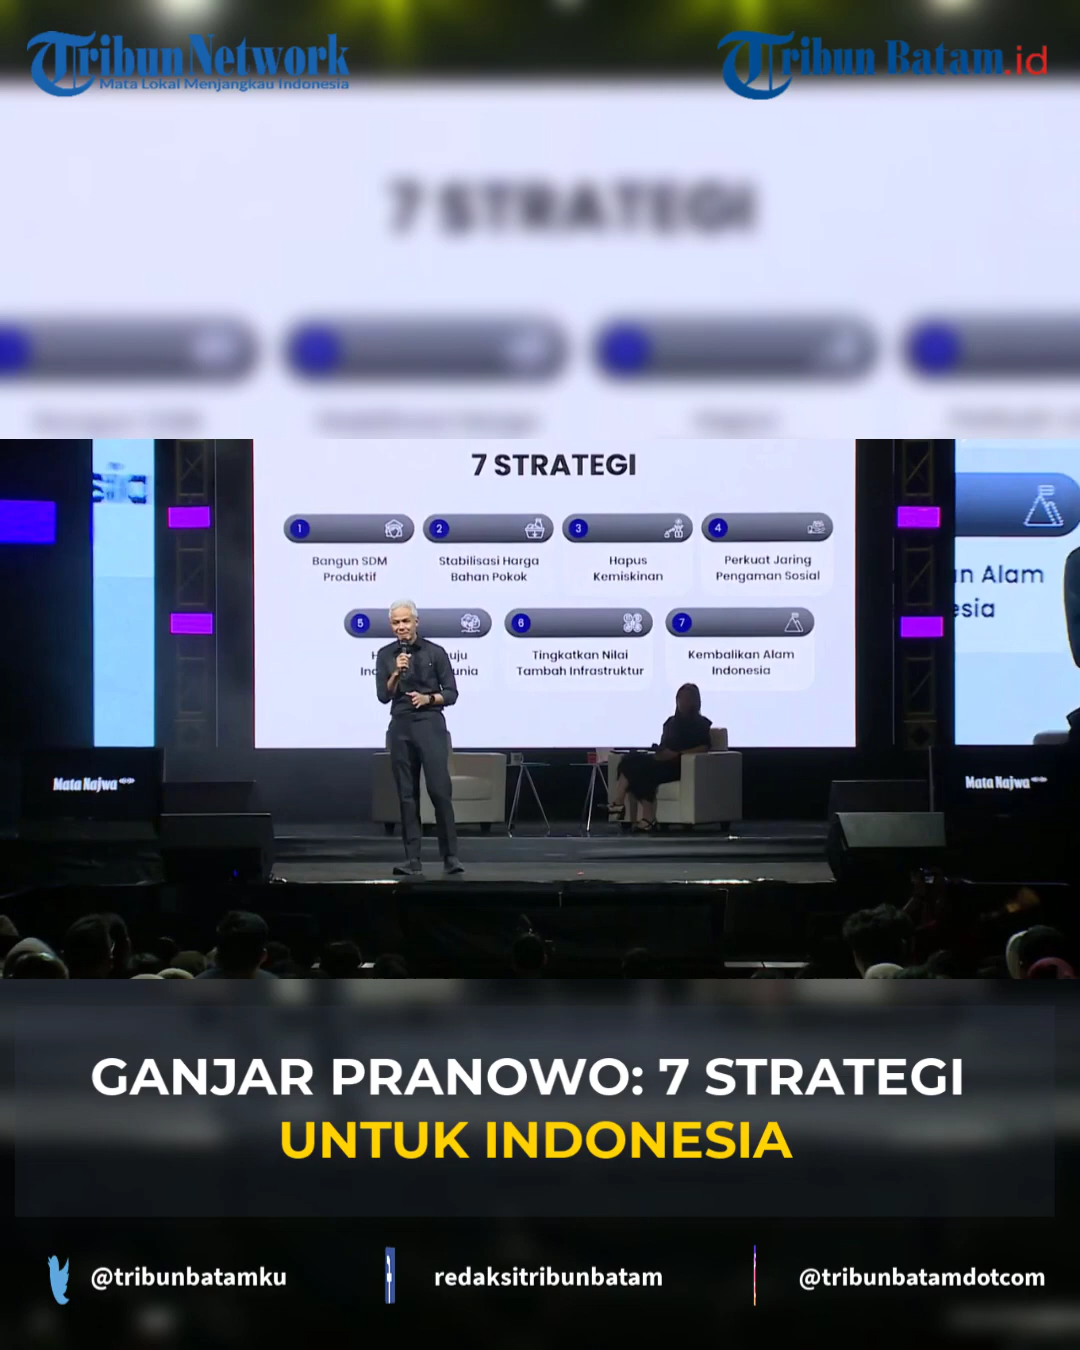 TribunNetwork
Mata Lokal Menjangkau Indonesia
Tribun Batam.id
7 STRATEGI
7 STRATEGI
1
2
3
4
Bangun SDM
Produktif
Stabilisasi Harga
Bahan Pokok
Hapus
Kemiskinan
Perkuat Jaring
Pengaman Sosial
5
6
7
Tingkatkan Nilai
Tambah Infrastruktur
Kembalikan Alam
Indonesia
Alam
Mata Najwa
Mata Najwa
GANJAR PRANOWO: 7 STRATEGI
UNTUK INDONESIA
@tribunbatamku
redaksitribunbatam
@tribunbatamdotcom